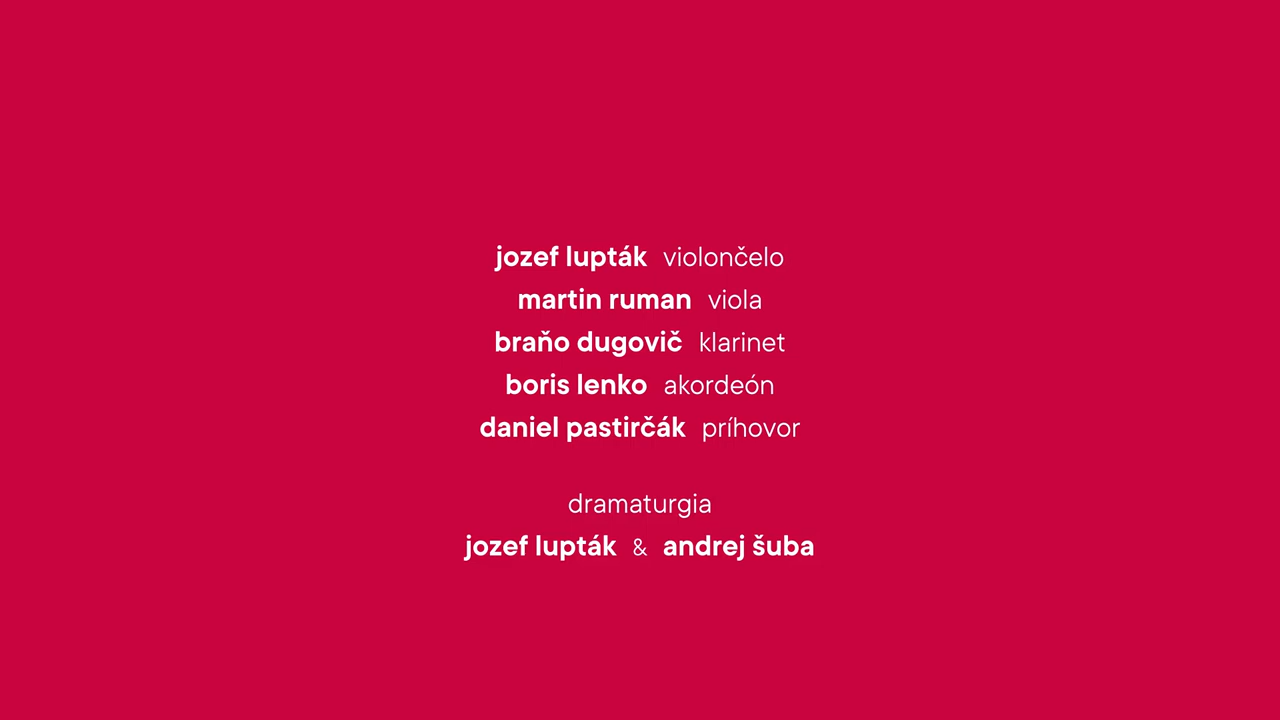 jozef lupták violončelo
martin ruman viola
braňo dugovič klarinet
boris lenko akordeón
daniel pastirčák príhovor
dramaturgia
jozef lupták & andrej šuba